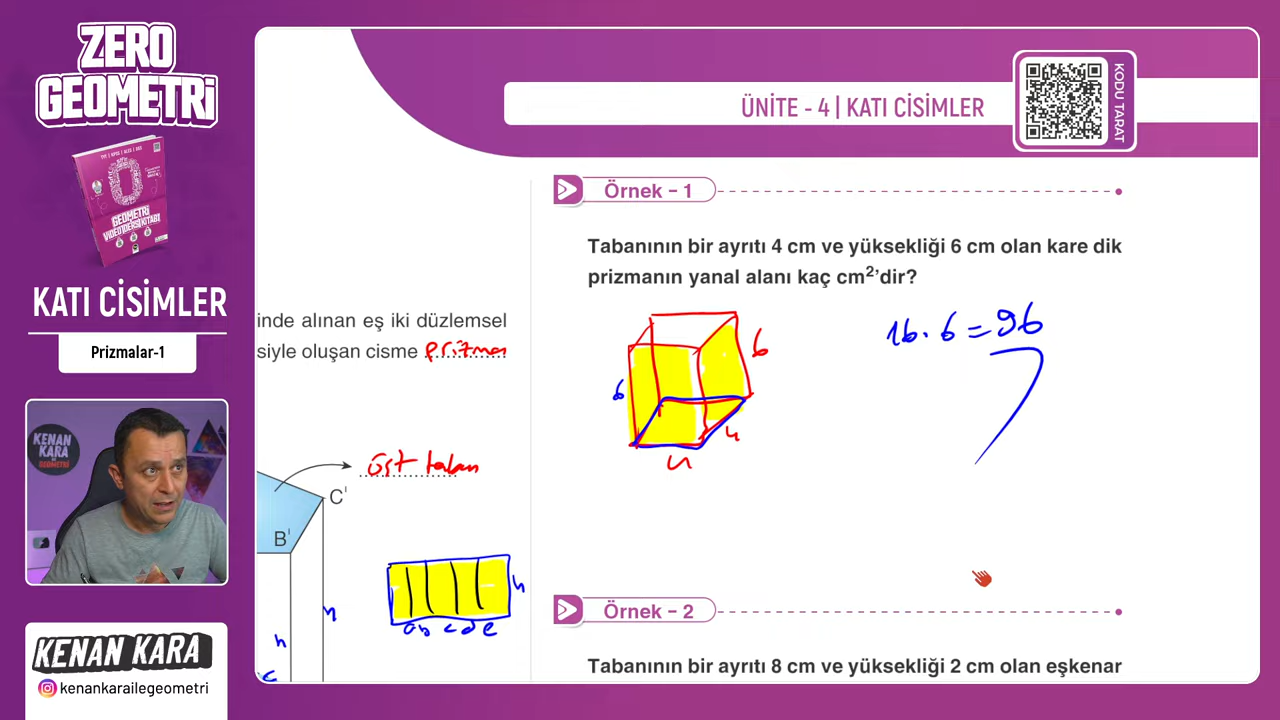 ZERO
GEOMETRİ
KATI CİSİMLER
Prizmalar-1
KENAN
KARA
KENAN KARA
kenankarailegeometri
ÜNİTE - 4 | KATI CİSİMLER
KODU TARAT
inde alınan eş iki düzlemsel
siyle oluşan cisme prizma
üst taban
C'
B'
h
h
c
h
a b c d e
Örnek - 1
Tabanının bir ayrıtı 4 cm ve yüksekliği 6 cm olan kare dik
prizmanın yanal alanı kaç cm²'dir?
16 . 6 = 96
6
6
4
4
Örnek - 2
Tabanının bir ayrıtı 8 cm ve yüksekliği 2 cm olan eşkenar